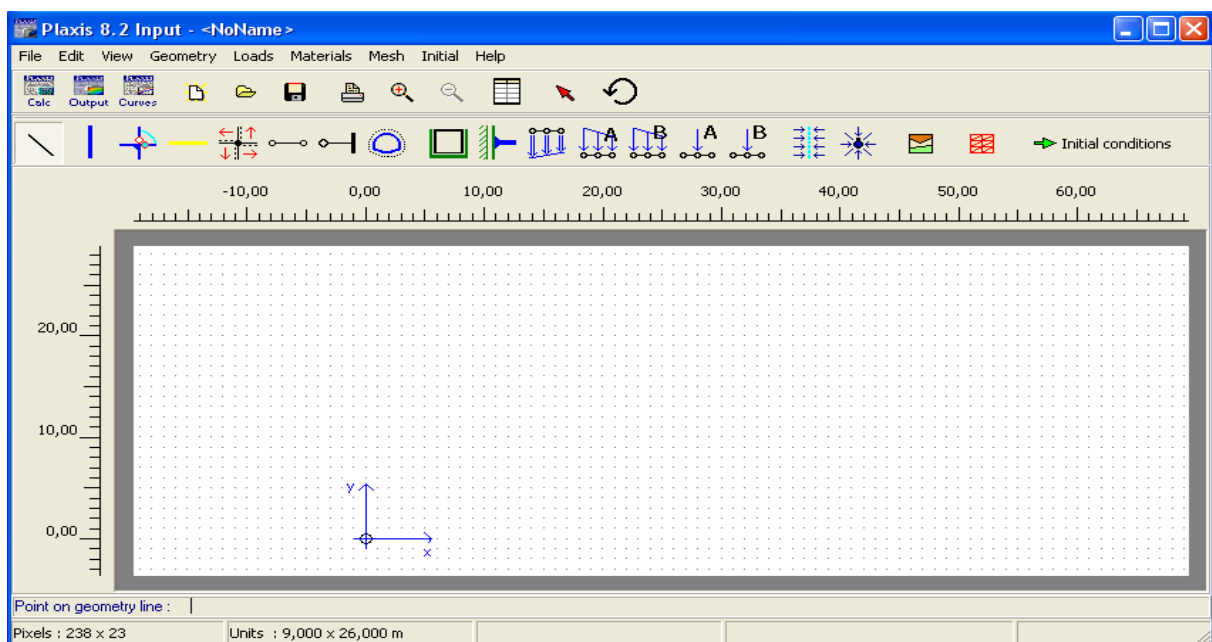 Plaxis 8.2 Input - <NoName>
File Edit View Geometry Loads Materials Mesh Initial Help
Calc Output Curves
A B A B Initial conditions
-10,00 0,00 10,00 20,00 30,00 40,00 50,00 60,00
20,00
10,00
y
0,00
x
Point on geometry line :
Pixels : 238 x 23 Units : 9,000 x 26,000 m